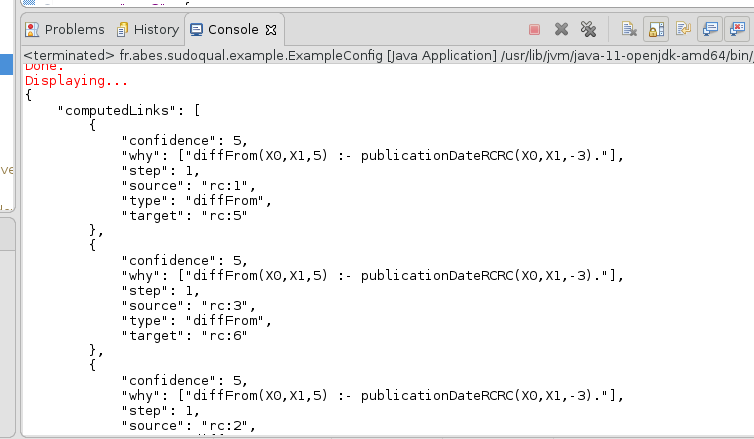 Problems History Console
<terminated> fr.abes.sudoqual.example.ExampleConfig [Java Application] /usr/lib/jvm/java-11-openjdk-amd64/bin/
Done.
Displaying...
{
    "computedLinks": [
        {
            "confidence": 5,
            "why": ["diffFrom(X0,X1,5) :- publicationDateRCRC(X0,X1,-3)."],
            "step": 1,
            "source": "rc:1",
            "type": "diffFrom",
            "target": "rc:5"
        },
        {
            "confidence": 5,
            "why": ["diffFrom(X0,X1,5) :- publicationDateRCRC(X0,X1,-3)."],
            "step": 1,
            "source": "rc:3",
            "type": "diffFrom",
            "target": "rc:6"
        },
        {
            "confidence": 5,
            "why": ["diffFrom(X0,X1,5) :- publicationDateRCRC(X0,X1,-3)."],
            "step": 1,
            "source": "rc:2",